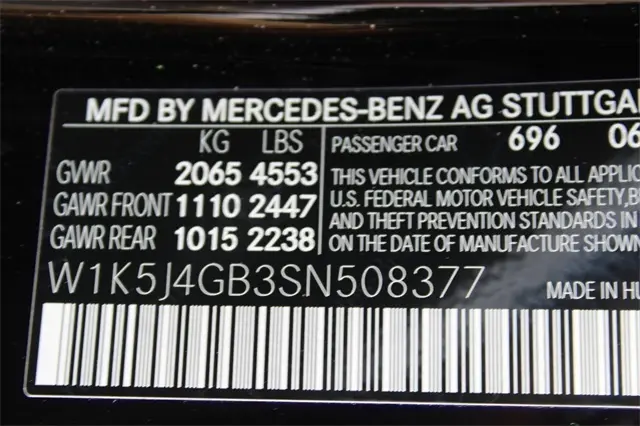 MFD BY MERCEDES-BENZ AG STUTTGA
KG LBS
GVWR 2065 4553
GAWR FRONT 1110 2447
GAWR REAR 1015 2238
PASSENGER CAR 696 06
THIS VEHICLE CONFORMS TO ALL APPLIC
U.S. FEDERAL MOTOR VEHICLE SAFETY, B
AND THEFT PREVENTION STANDARDS IN
EFFECT ON THE DATE OF MANUFACTURE SHOWN
W1K5J4GB3SN508377
MADE IN HU